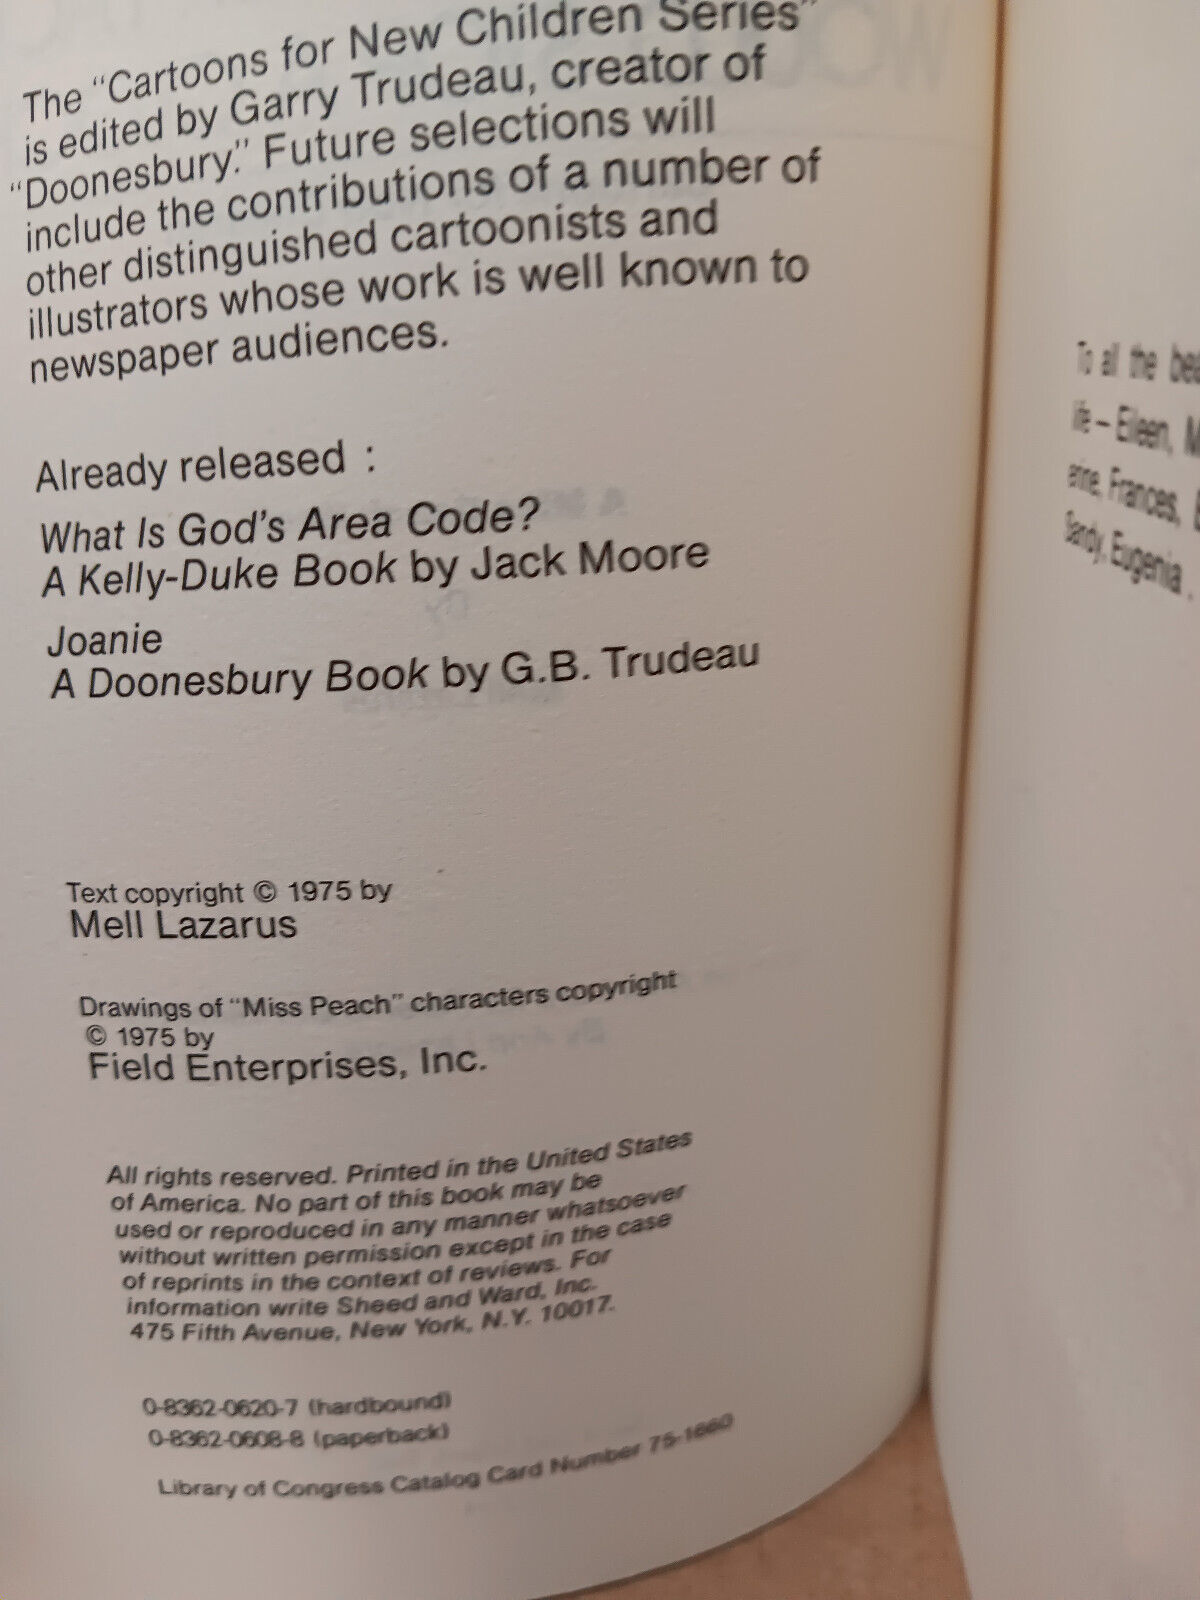 The “Cartoons for New Children Series”
is edited by Garry Trudeau, creator of
“Doonesbury.” Future selections will
include the contributions of a number of
other distinguished cartoonists and
illustrators whose work is well known to
newspaper audiences.
Already released :
What Is God's Area Code?
A Kelly-Duke Book by Jack Moore
Joanie
A Doonesbury Book by G.B. Trudeau
Text copyright © 1975 by
Mell Lazarus
Drawings of “Miss Peach” characters copyright
© 1975 by
Field Enterprises, Inc.
All rights reserved. Printed in the United States
of America. No part of this book may be
used or reproduced in any manner whatsoever
without written permission except in the case
of reprints in the context of reviews. For
information write Sheed and Ward, Inc.
475 Fifth Avenue, New York, N.Y. 10017.
0-8362-0620-7 (hardbound)
0-8362-0608-8 (paperback)
Library of Congress Catalog Card Number 75-1660
To all the
life – Eileen,
Frances,
Sandy, Eugenia .